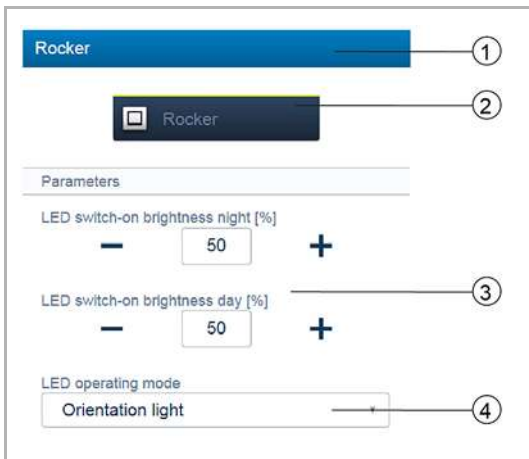 Rocker
1
2
Rocker
Parameters
LED switch-on brightness night [%]
− 50 +
3
LED switch-on brightness day [%]
− 50 +
LED operating mode
Orientation light
4